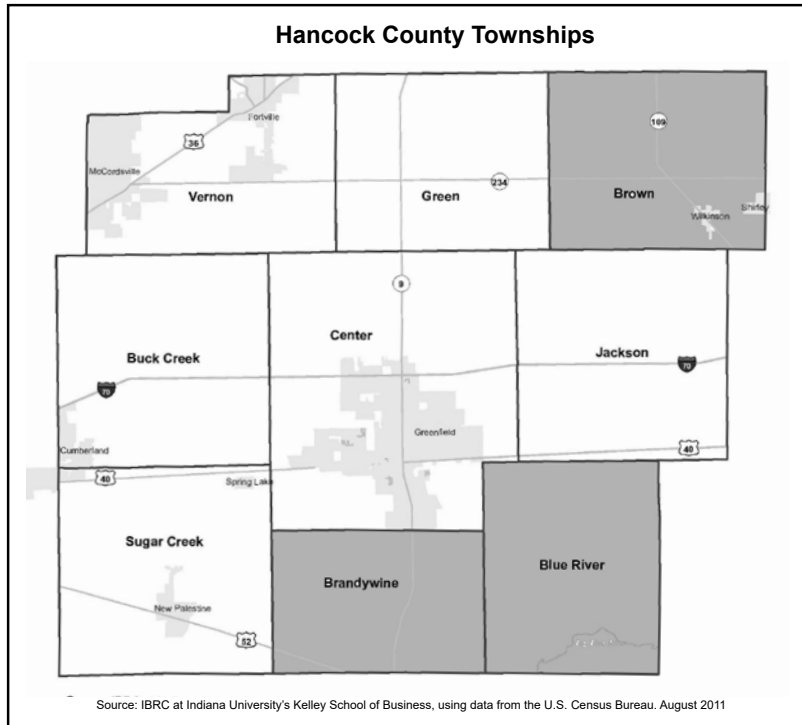 Hancock County Townships
Fortville
109
36
McCordsville
234
Vernon
Green
Brown
Shirley
Wilkinson
9
Center
Buck Creek
Jackson
70
70
Greenfield
Cumberland
40
40
Spring Lake
Sugar Creek
Blue River
Brandywine
New Palestine
52
Source: IBRC at Indiana University's Kelley School of Business, using data from the U.S. Census Bureau. August 2011